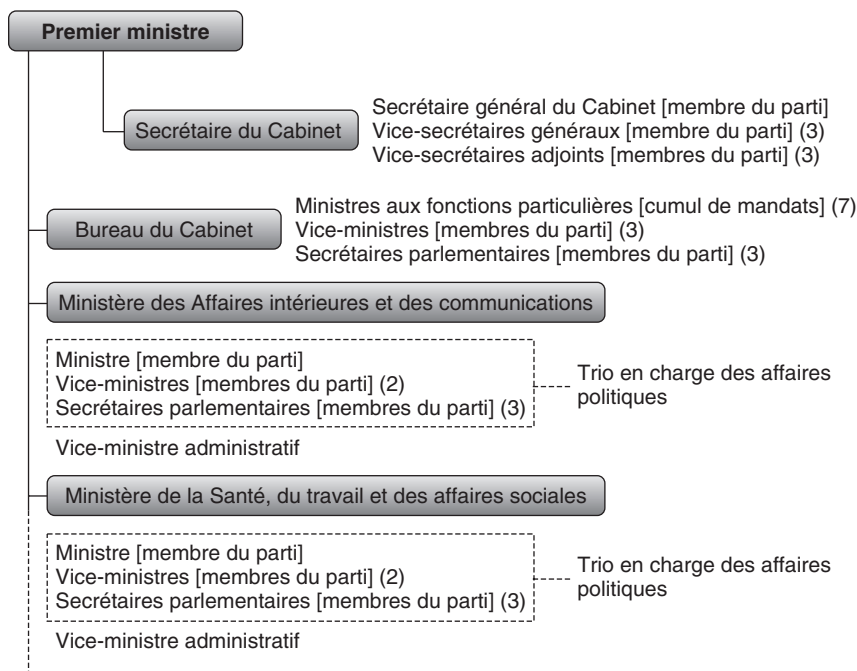 Premier ministre
Secrétaire du Cabinet
Secrétaire général du Cabinet [membre du parti]
Vice-secrétaires généraux [membre du parti] (3)
Vice-secrétaires adjoints [membres du parti] (3)
Bureau du Cabinet
Ministres aux fonctions particulières [cumul de mandats] (7)
Vice-ministres [membres du parti] (3)
Secrétaires parlementaires [membres du parti] (3)
Ministère des Affaires intérieures et des communications
Ministre [membre du parti]
Vice-ministres [membres du parti] (2)
Secrétaires parlementaires [membres du parti] (3)
Trio en charge des affaires
politiques
Vice-ministre administratif
Ministère de la Santé, du travail et des affaires sociales
Ministre [membre du parti]
Vice-ministres [membres du parti] (2)
Secrétaires parlementaires [membres du parti] (3)
Trio en charge des affaires
politiques
Vice-ministre administratif